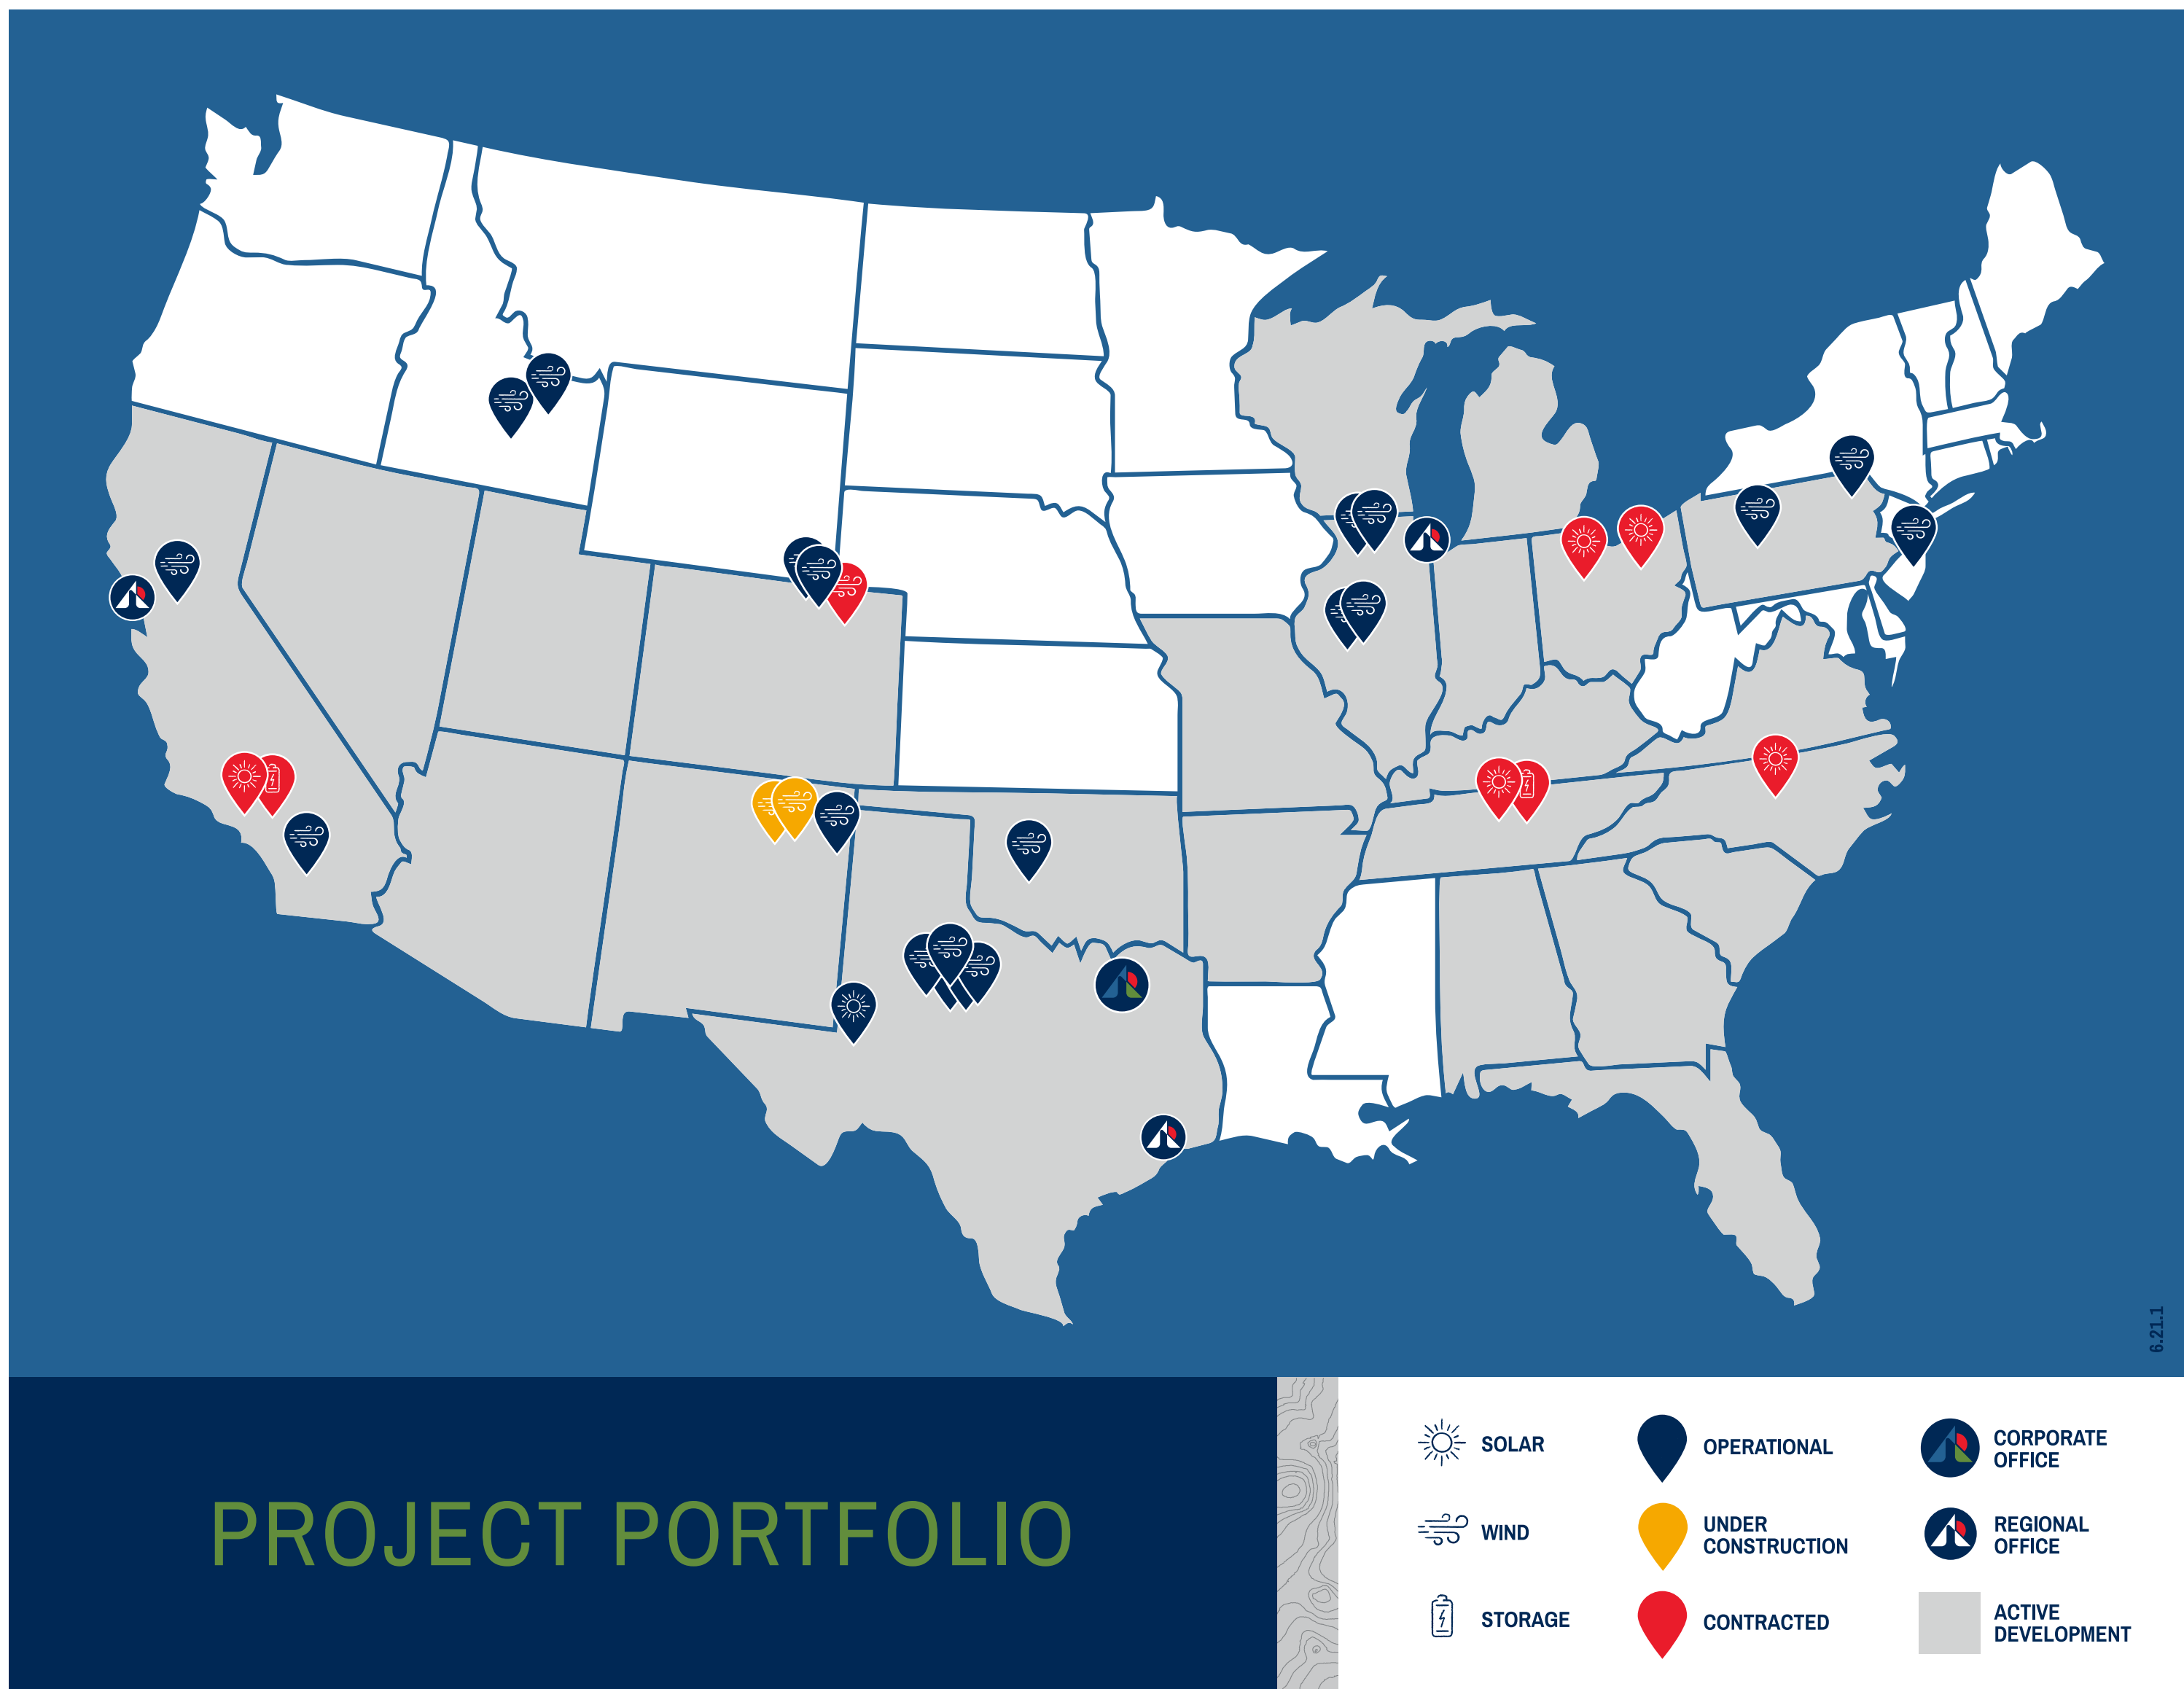 6.21.1
PROJECT PORTFOLIO
SOLAR
WIND
STORAGE
OPERATIONAL
UNDER
CONSTRUCTION
CONTRACTED
CORPORATE
OFFICE
REGIONAL
OFFICE
ACTIVE
DEVELOPMENT